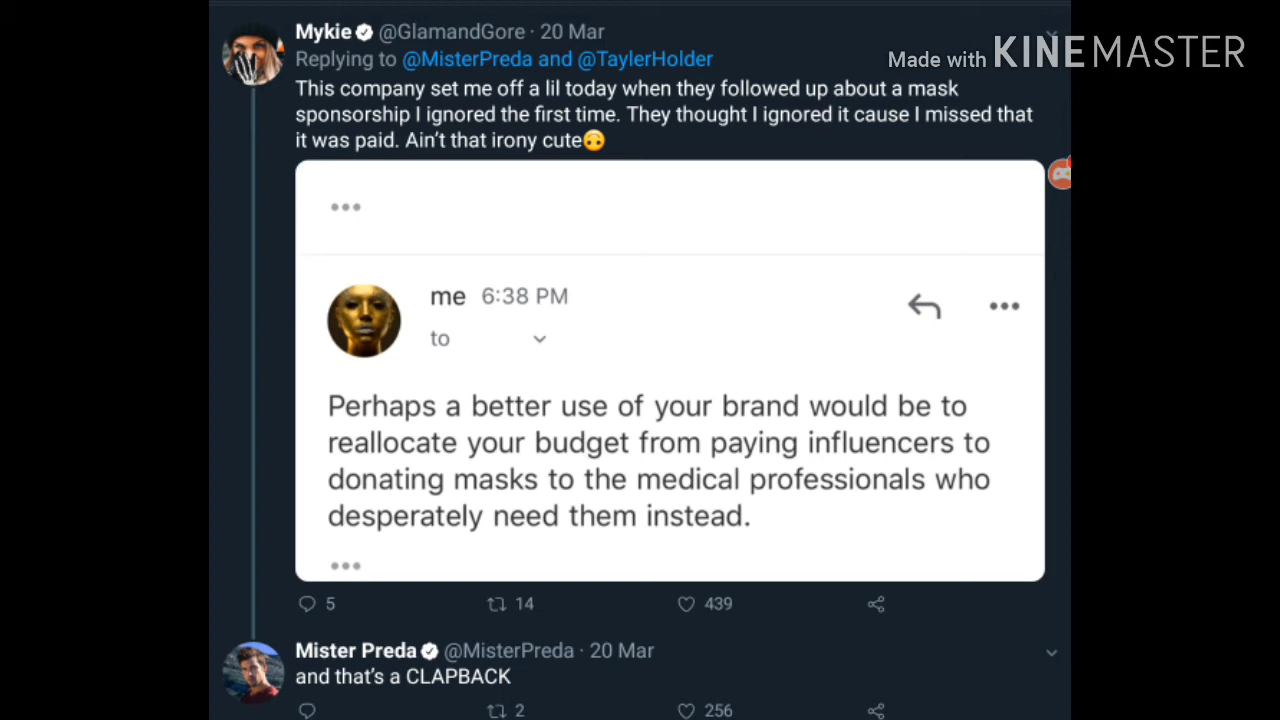 Mykie @GlamandGore · 20 Mar
Replying to @MisterPreda and @TaylerHolder
Made with KINEMASTER
This company set me off a lil today when they followed up about a mask
sponsorship I ignored the first time. They thought I ignored it cause I missed that
it was paid. Ain't that irony cute🙃
me 6:38 PM
to
Perhaps a better use of your brand would be to
reallocate your budget from paying influencers to
donating masks to the medical professionals who
desperately need them instead.
5 14 439
Mister Preda @MisterPreda · 20 Mar
and that's a CLAPBACK
2 256